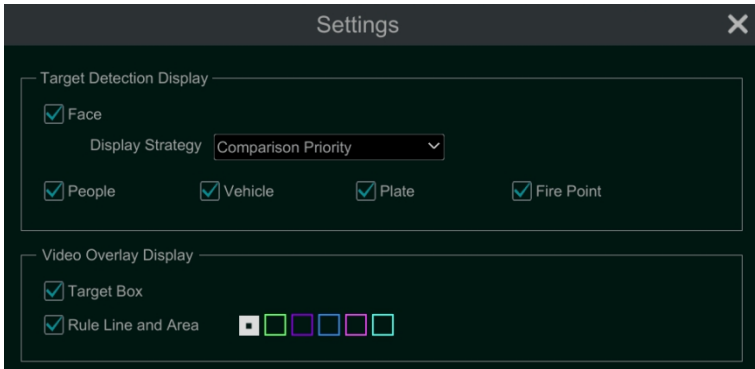 Settings
Target Detection Display
Face
Display Strategy Comparison Priority
People Vehicle Plate Fire Point
Video Overlay Display
Target Box
Rule Line and Area